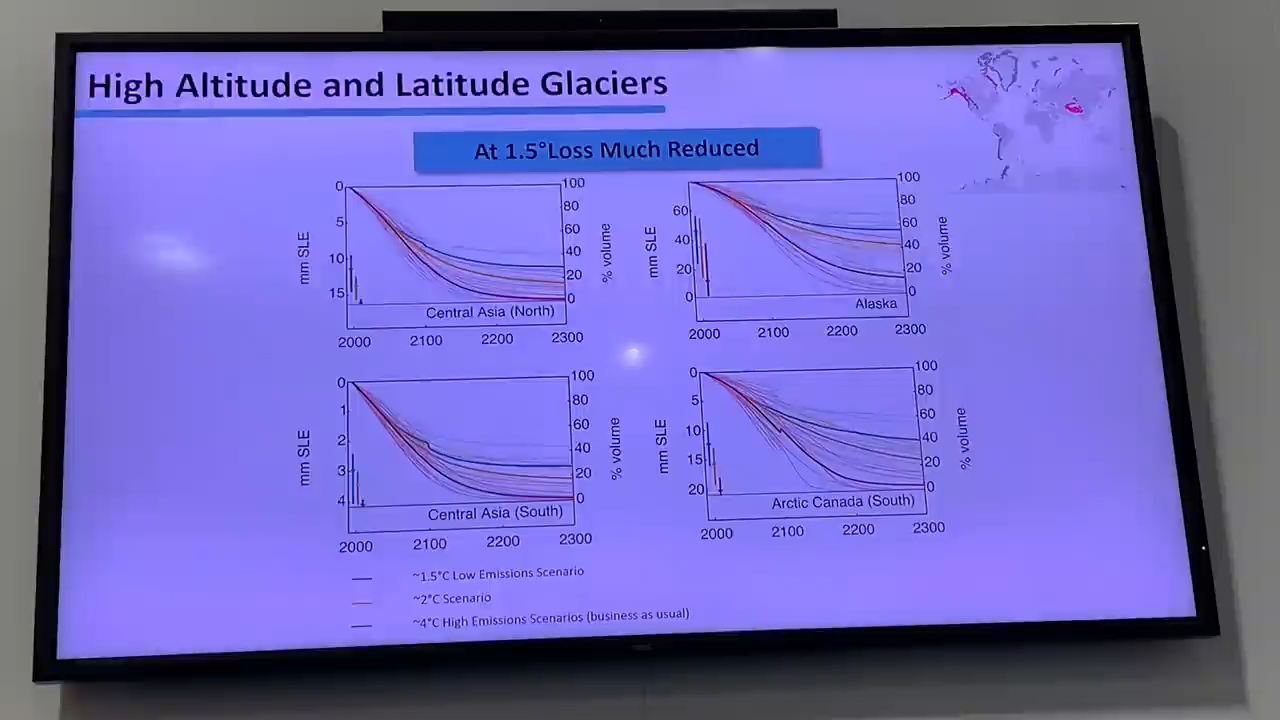 High Altitude and Latitude Glaciers
At 1.5°Loss Much Reduced
0
5
10
15
mm SLE
100
80
60
40
20
0
% volume
Central Asia (North)
2000 2100 2200 2300
60
40
20
0
mm SLE
100
80
60
40
20
0
% volume
Alaska
2000 2100 2200 2300
0
1
2
3
4
mm SLE
100
80
60
40
20
0
% volume
Central Asia (South)
2000 2100 2200 2300
0
5
10
15
20
mm SLE
100
80
60
40
20
0
% volume
Arctic Canada (South)
2000 2100 2200 2300
~1.5°C Low Emissions Scenario
~2°C Scenario
~4°C High Emissions Scenarios (business as usual)